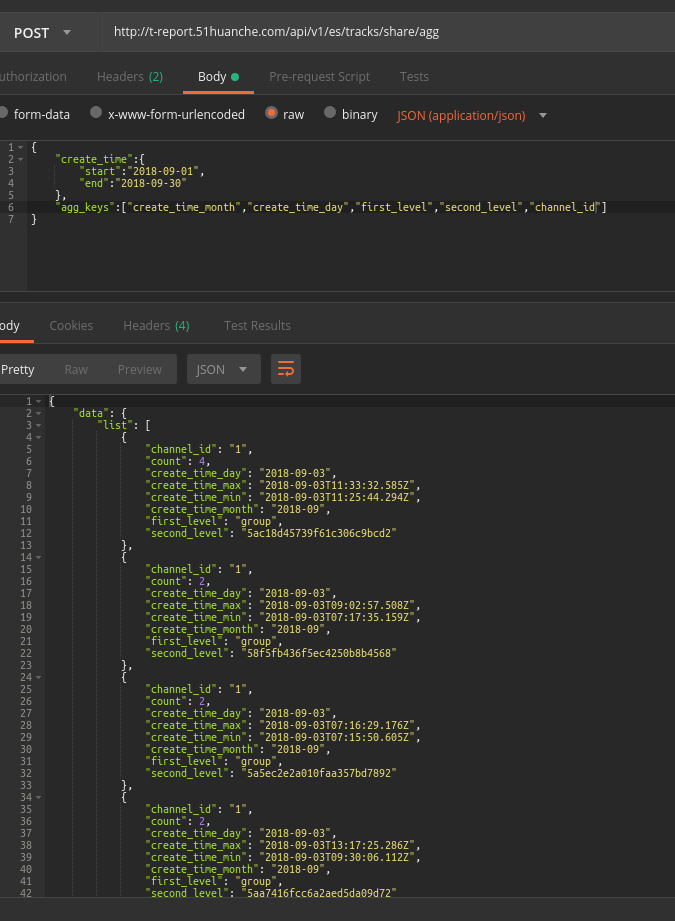 POST http://t-report.51huanche.com/api/v1/es/tracks/share/agg
uthorization Headers (2) Body Pre-request Script Tests
form-data x-www-form-urlencoded raw binary JSON (application/json)
1 {
2 "create_time":{
3 "start":"2018-09-01",
4 "end":"2018-09-30"
5 },
6 "agg_keys":["create_time_month","create_time_day","first_level","second_level","channel_id"]
7 }
ody Cookies Headers (4) Test Results
Pretty Raw Preview JSON
1 {
2 "data": {
3 "list": [
4 {
5 "channel_id": "1",
6 "count": 4,
7 "create_time_day": "2018-09-03",
8 "create_time_max": "2018-09-03T11:33:32.585Z",
9 "create_time_min": "2018-09-03T11:25:44.294Z",
10 "create_time_month": "2018-09",
11 "first_level": "group",
12 "second_level": "5ac18d45739f61c306c9bcd2"
13 },
14 {
15 "channel_id": "1",
16 "count": 2,
17 "create_time_day": "2018-09-03",
18 "create_time_max": "2018-09-03T09:02:57.508Z",
19 "create_time_min": "2018-09-03T07:17:35.159Z",
20 "create_time_month": "2018-09",
21 "first_level": "group",
22 "second_level": "58f5fb436f5ec4250b8b4568"
23 },
24 {
25 "channel_id": "1",
26 "count": 2,
27 "create_time_day": "2018-09-03",
28 "create_time_max": "2018-09-03T07:16:29.176Z",
29 "create_time_min": "2018-09-03T07:15:50.605Z",
30 "create_time_month": "2018-09",
31 "first_level": "group",
32 "second_level": "5a5ec2e2a010faa357bd7892"
33 },
34 {
35 "channel_id": "1",
36 "count": 2,
37 "create_time_day": "2018-09-03",
38 "create_time_max": "2018-09-03T13:17:25.286Z",
39 "create_time_min": "2018-09-03T09:30:06.112Z",
40 "create_time_month": "2018-09",
41 "first_level": "group",
42 "second_level": "5aa7416fcc6a2aed5da09d72"